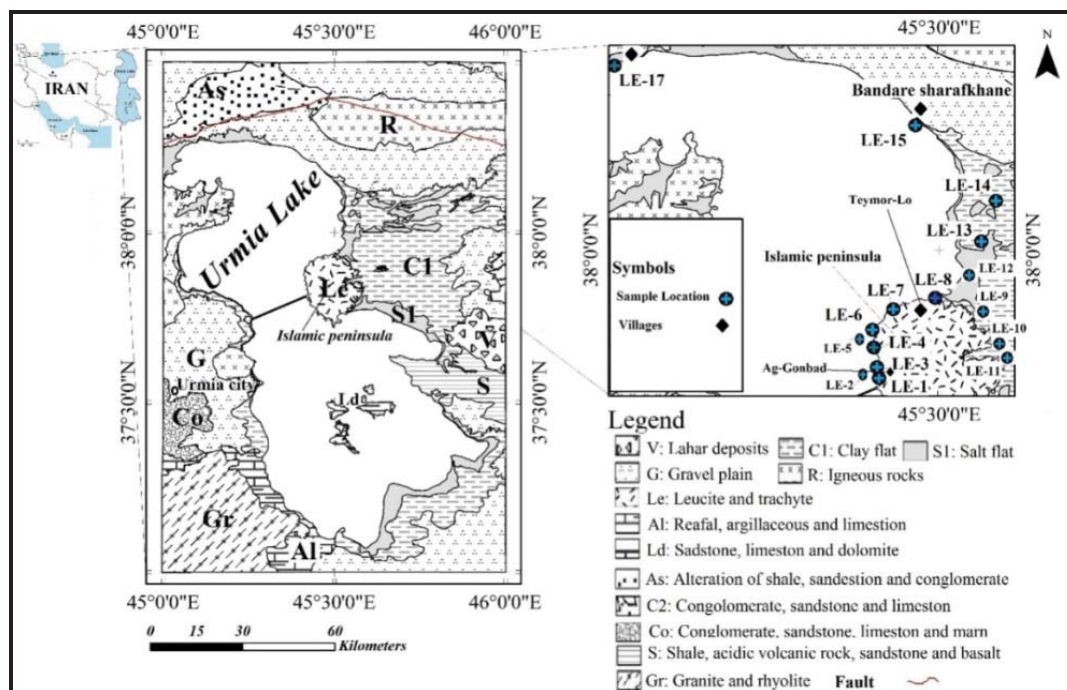 45°0'0"E 45°30'0"E 46°0'0"E
IRAN
As
R
Urmia Lake
38°0'0"N
38°0'0"N
C1
Le
S1
Islamic peninsula
V
G
S
Urmia city
Co
Ld
37°30'0"N
37°30'0"N
Gr
Al
45°0'0"E 45°30'0"E 46°0'0"E
0 15 30 60
Kilometers
45°30'0"E
N
LE-17
Bandare sharafkhane
LE-15
LE-14
Teymor-Lo
LE-13
38°0'0"N
38°0'0"N
Islamic peninsula
LE-12
LE-8
LE-7
LE-9
LE-6
LE-10
LE-4
LE-5
LE-3
LE-11
Ag-Gonbad
LE-2
LE-1
Symbols
Sample Location
Villages
45°30'0"E
Legend
V: Lahar deposits C1: Clay flat S1: Salt flat
G: Gravel plain R: Igneous rocks
Le: Leucite and trachyte
Al: Reafal, argillaceous and limestion
Ld: Sadstone, limeston and dolomite
As: Alteration of shale, sandestion and conglomerate
C2: Congolomerate, sandstone and limeston
Co: Conglomerate, sandstone, limeston and marn
S: Shale, acidic volcanic rock, sandstone and basalt
Gr: Granite and rhyolite Fault